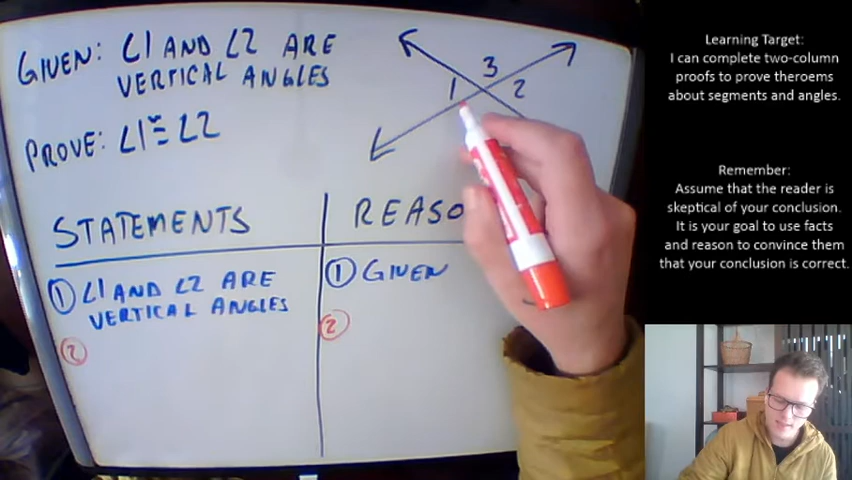 GIVEN: ∠1 AND ∠2 ARE
VERTICAL ANGLES
PROVE: ∠1 ≅ ∠2
1
3
2
STATEMENTS
REASO
① ∠1 AND ∠2 ARE
VERTICAL ANGLES
① GIVEN
②
②
Learning Target:
I can complete two-column
proofs to prove theroems
about segments and angles.
Remember:
Assume that the reader is
skeptical of your conclusion.
It is your goal to use facts
and reason to convince them
that your conclusion is correct.